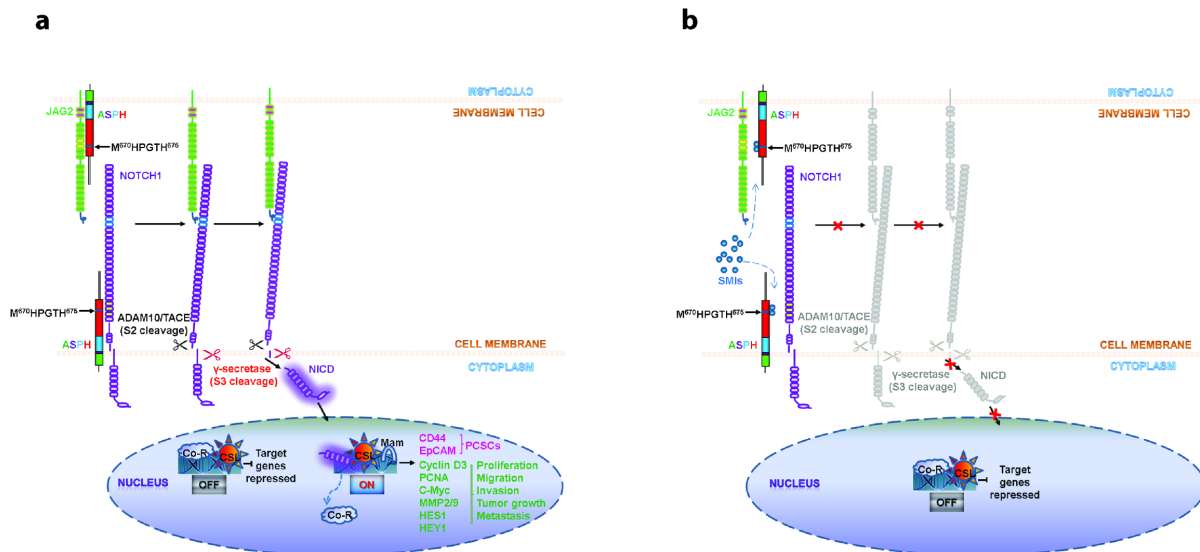 a
CYTOPLASM
CELL MEMBRANE
JAG2
ASPH
M⁶⁷⁰HPGTH⁶⁷⁵
NOTCH1
M⁶⁷⁰HPGTH⁶⁷⁵
ADAM10/TACE
(S2 cleavage)
ASPH
CELL MEMBRANE
CYTOPLASM
γ-secretase
(S3 cleavage)
NICD
NUCLEUS
Co-R
CSL
Target
genes
repressed
OFF
Mam
CSL
ON
Co-R
CD44
EpCAM
PCSCs
Cyclin D3
PCNA
C-Myc
MMP2/9
HES1
HEY1
Proliferation
Migration
Invasion
Tumor growth
Metastasis
b
CYTOPLASM
CELL MEMBRANE
JAG2
ASPH
M⁶⁷⁰HPGTH⁶⁷⁵
NOTCH1
SMIs
M⁶⁷⁰HPGTH⁶⁷⁵
ADAM10/TACE
(S2 cleavage)
ASPH
CELL MEMBRANE
CYTOPLASM
γ-secretase
(S3 cleavage)
NICD
NUCLEUS
Co-R
CSL
Target
genes
repressed
OFF